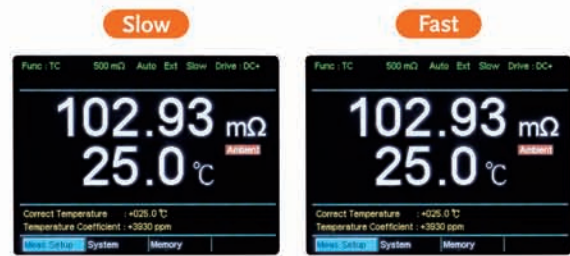 Slow
Fast
Func : TC 500 mΩ Auto Ext Slow Drive : DC+
102.93 mΩ
Ambient
25.0 °C
Correct Temperature : +025.0 °C
Temperature Coefficient : +3930 ppm
Meas Setup System Memory
Func : TC 500 mΩ Auto Ext Slow Drive : DC+
102.93 mΩ
Ambient
25.0 °C
Correct Temperature : +025.0 °C
Temperature Coefficient : +3930 ppm
Meas Setup System Memory